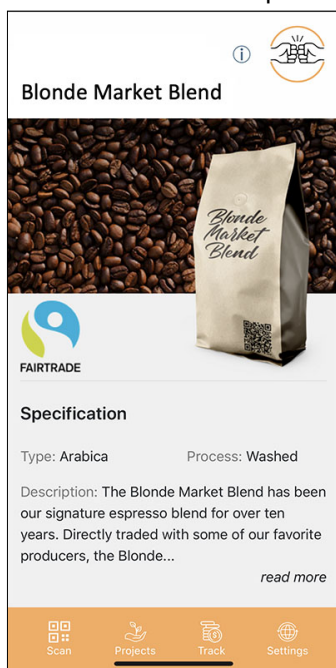 Blonde Market Blend
Blonde
Market
Blend
FAIRTRADE
Specification
Type: Arabica Process: Washed
Description: The Blonde Market Blend has been
our signature espresso blend for over ten
years. Directly traded with some of our favorite
producers, the Blonde...
read more
Scan Projects Track Settings